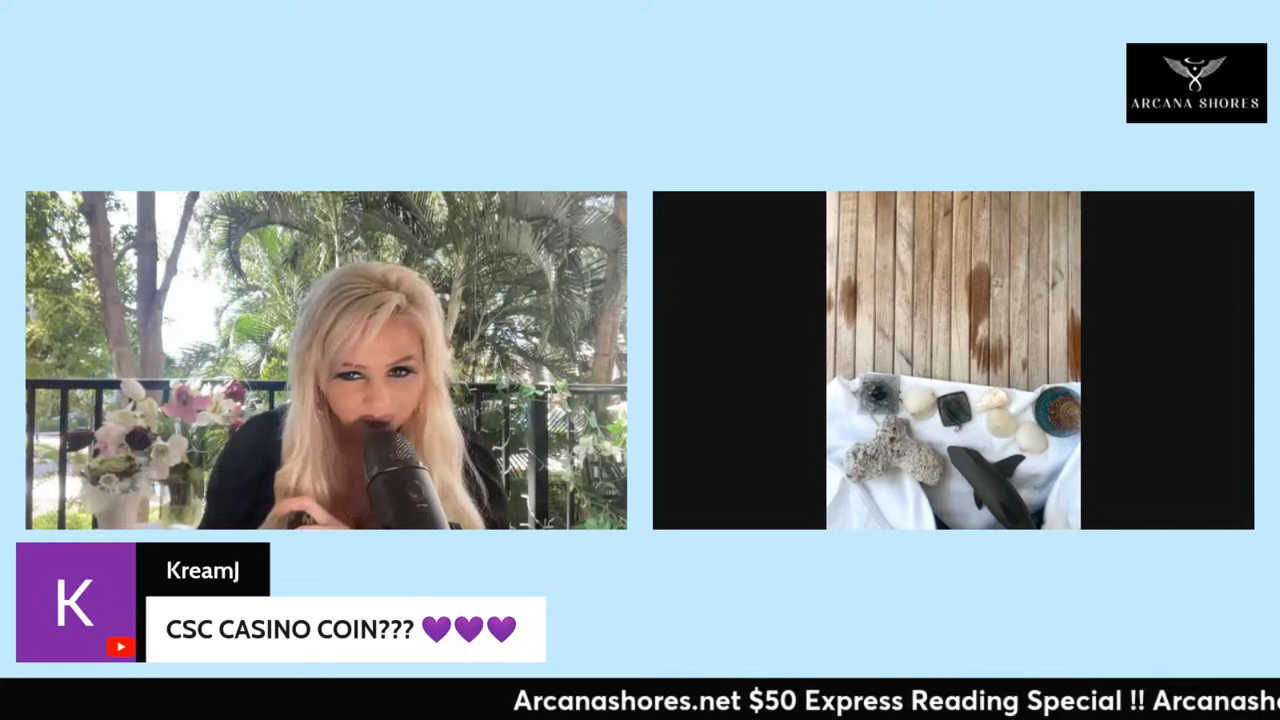 ARCANA SHORES
K
KreamJ
CSC CASINO COIN??? 💜💜💜
Arcanashores.net $50 Express Reading Special !! Arcanash